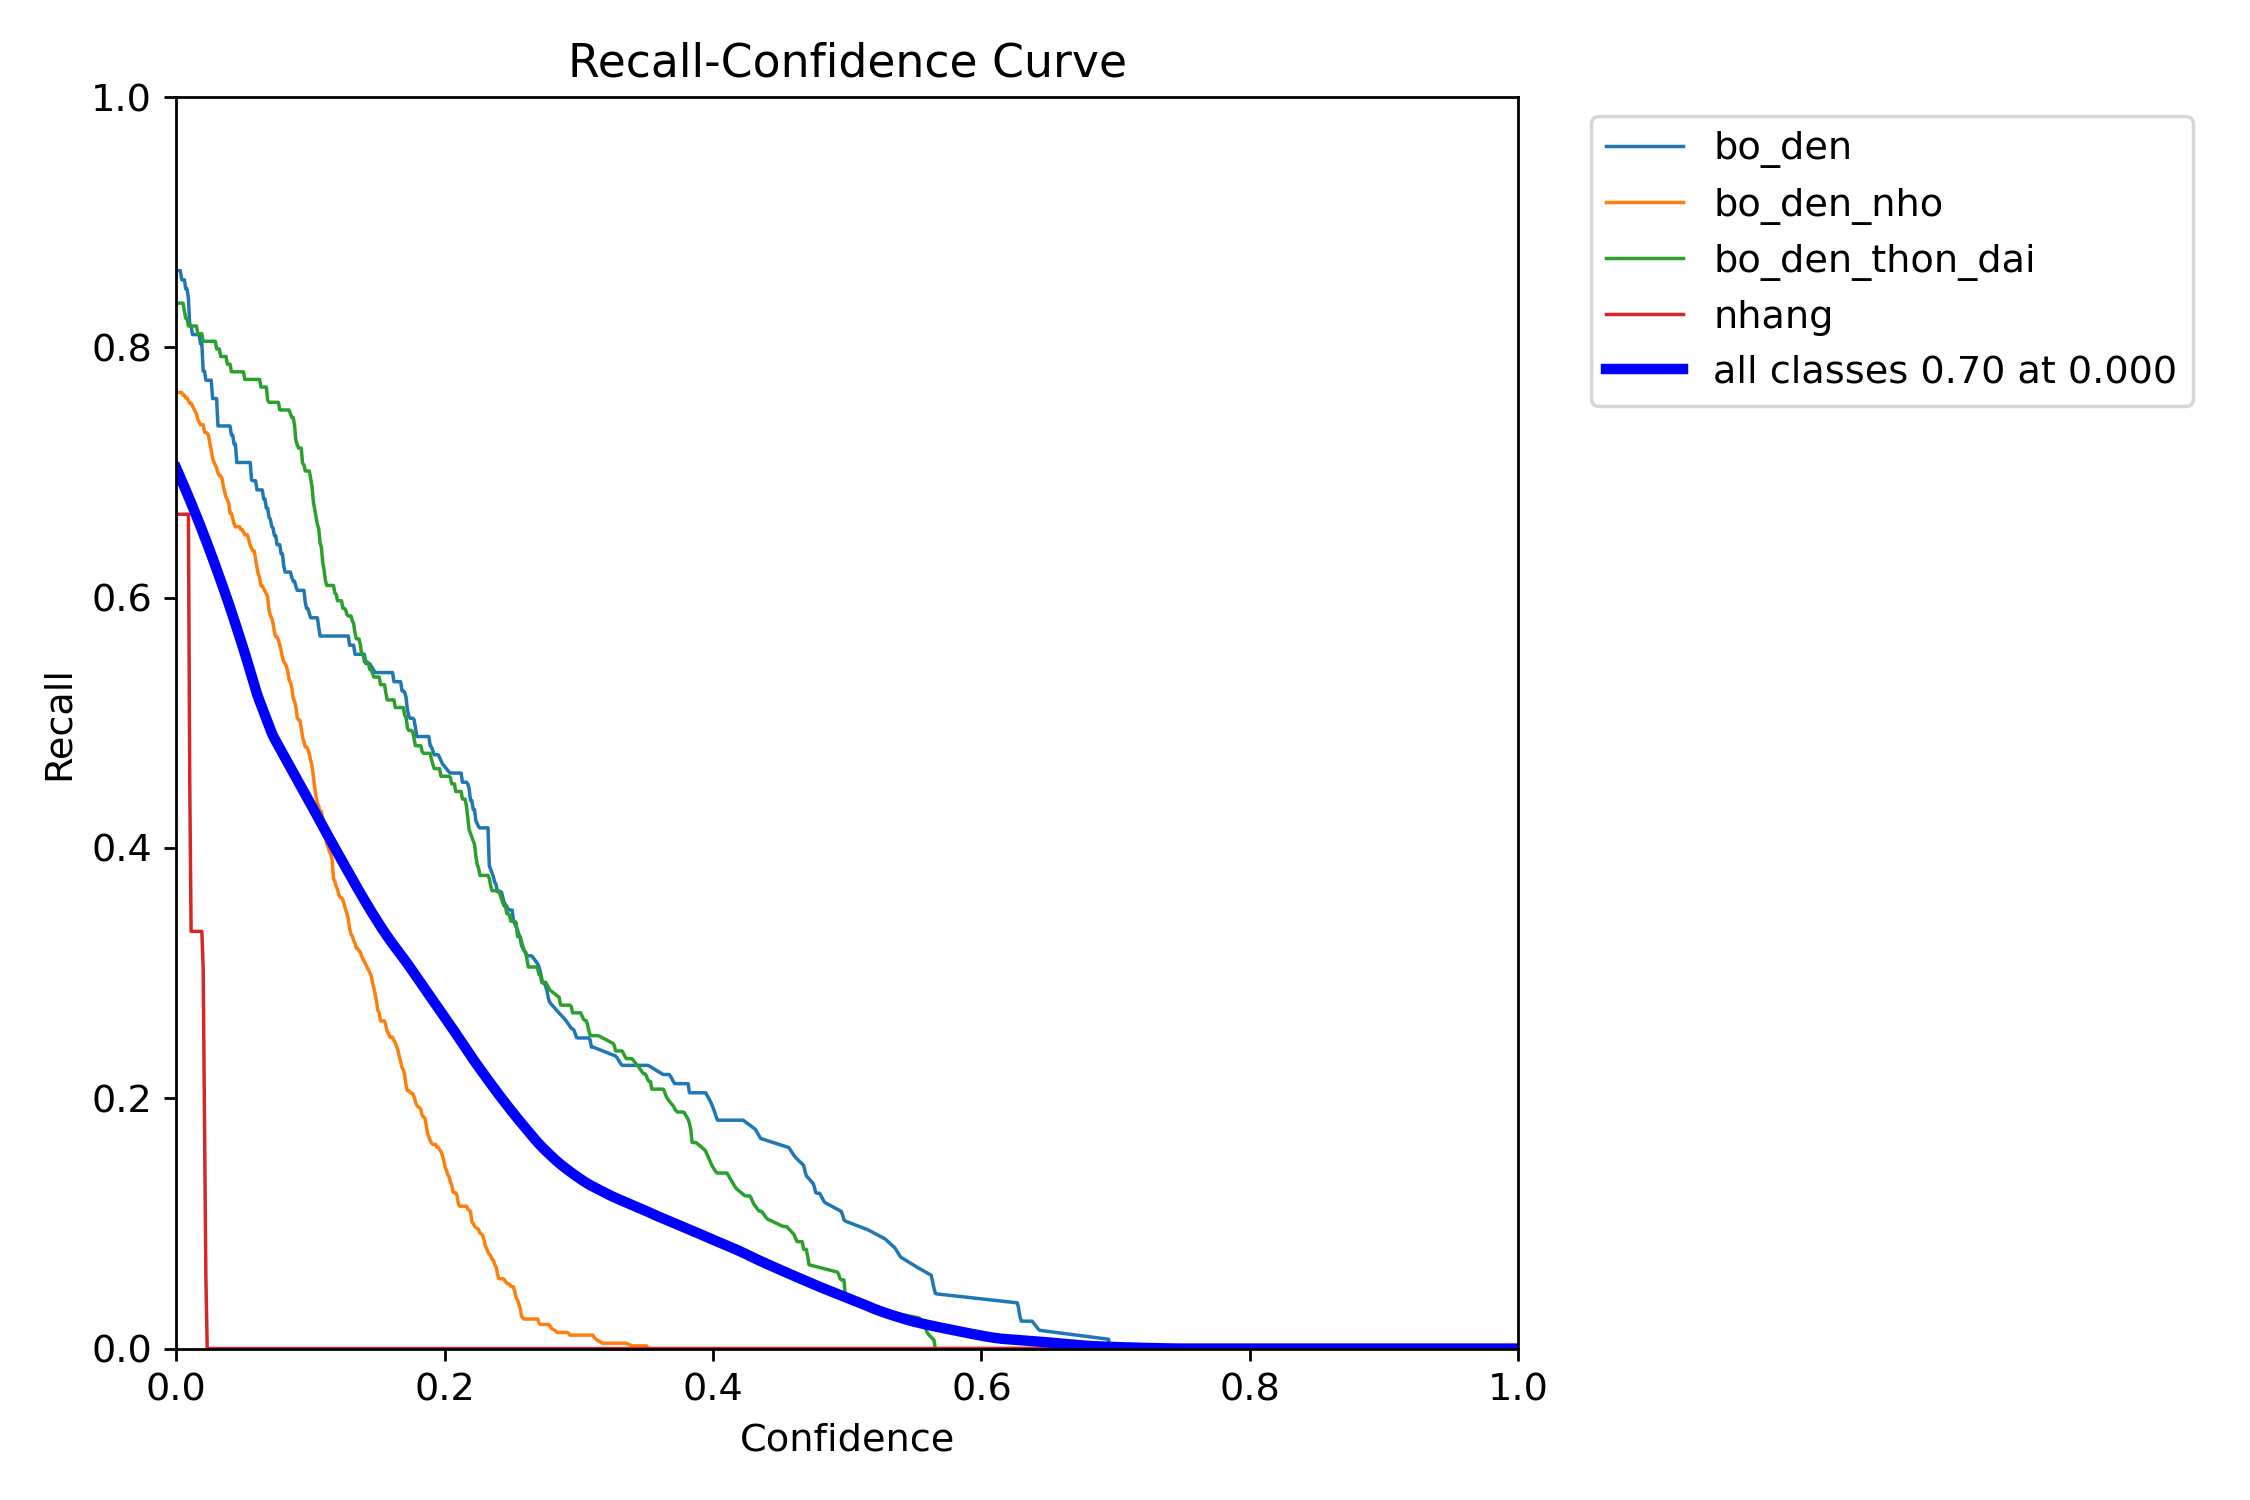 Recall-Confidence Curve
1.0
0.8
0.6
0.4
0.2
0.0
Recall
0.0 0.2 0.4 0.6 0.8 1.0
Confidence
bo_den
bo_den_nho
bo_den_thon_dai
nhang
all classes 0.70 at 0.000